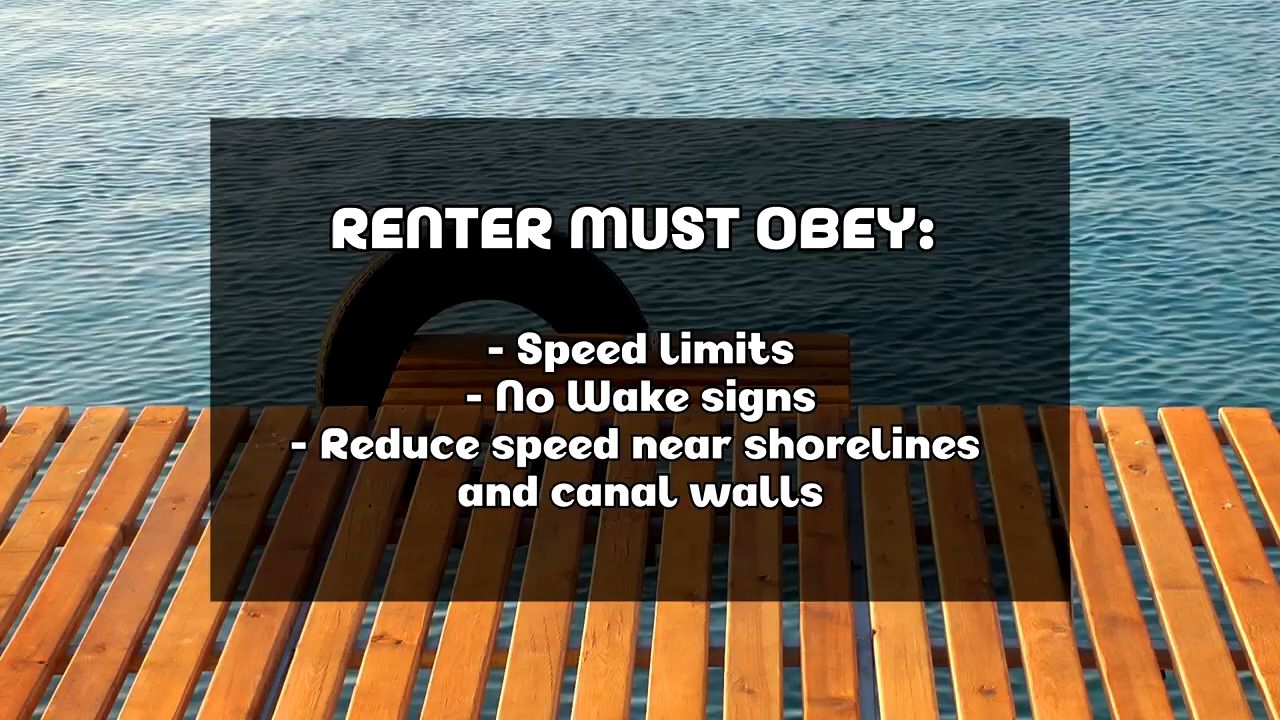 RENTER MUST OBEY:
- Speed limits
- No Wake signs
- Reduce speed near shorelines
and canal walls